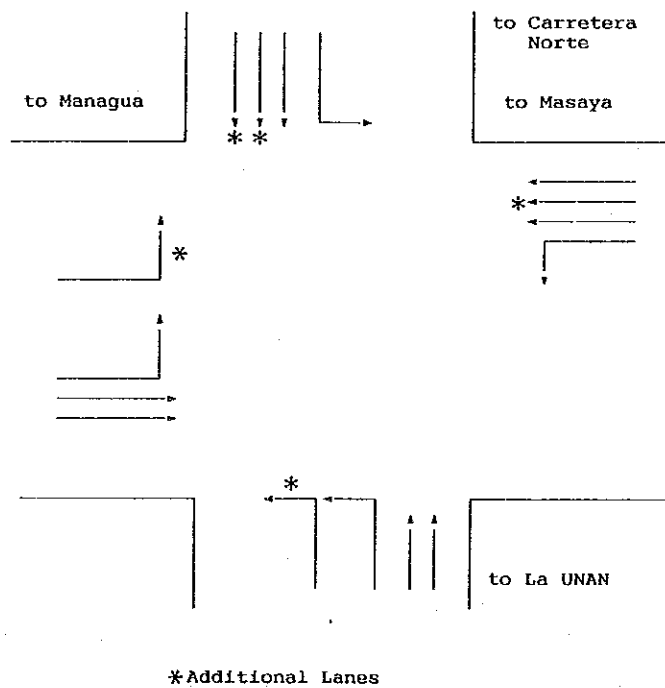 to Carretera
Norte
to Managua
to Masaya
*
*
*
*
*
to La UNAN
*Additional Lanes